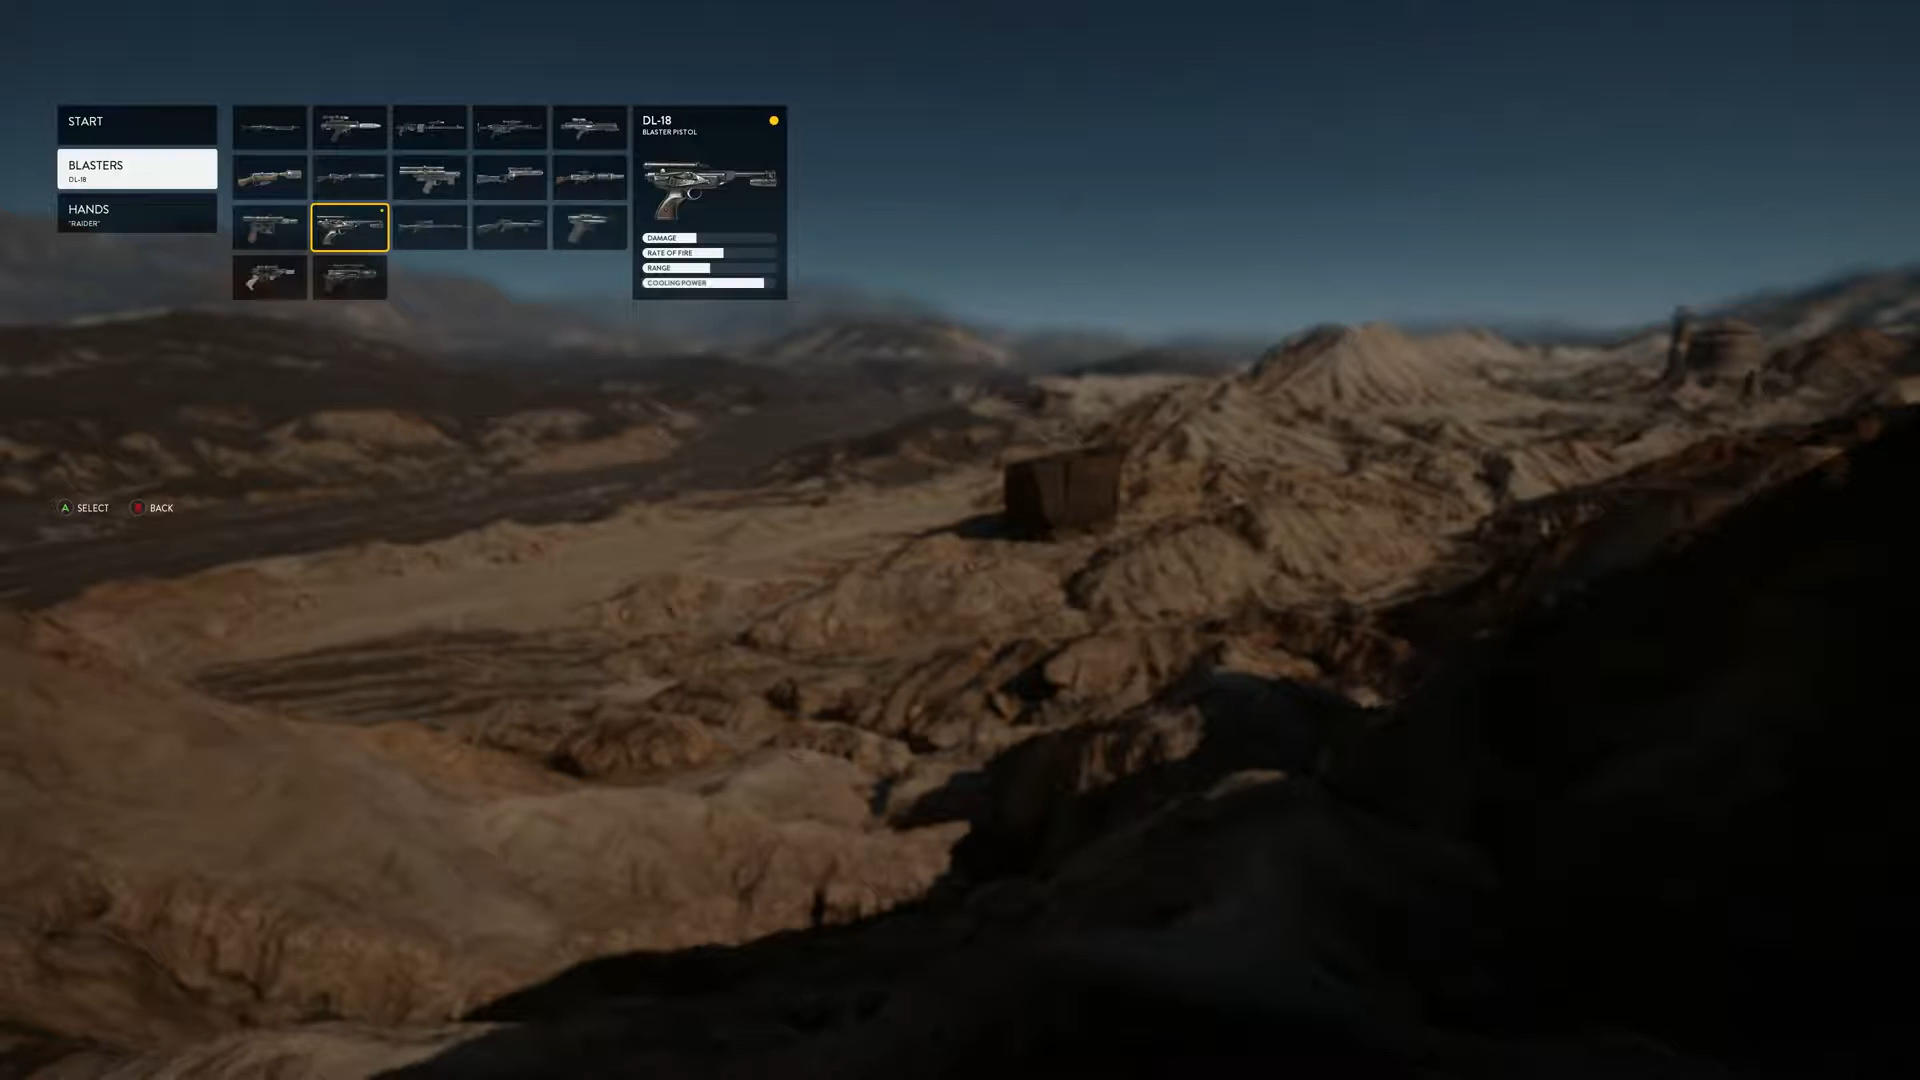 START
BLASTERS
DL-18
HANDS
"RAIDER"
DL-18
BLASTER PISTOL
DAMAGE
RATE OF FIRE
RANGE
COOLING POWER
A SELECT
BACK